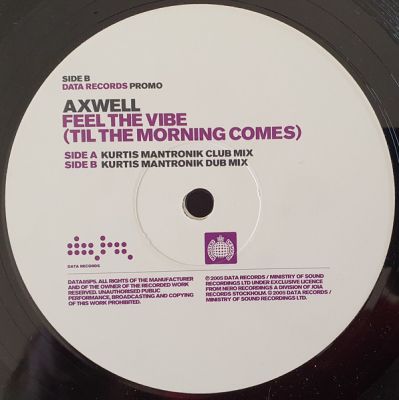 SIDE B
DATA RECORDS PROMO
AXWELL
FEEL THE VIBE
(TIL THE MORNING COMES)
SIDE A KURTIS MANTRONIK CLUB MIX
SIDE B KURTIS MANTRONIK DUB MIX
DATA RECORDS
DATA85P5. ALL RIGHTS OF THE MANUFACTURER
AND OF THE OWNER OF THE RECORDED WORK
RESERVED. UNAUTHORISED PUBLIC
PERFORMANCE, BROADCASTING AND COPYING
OF THIS WORK PROHIBITED.
℗ 2005 DATA RECORDS / MINISTRY OF SOUND
RECORDINGS LTD UNDER EXCLUSIVE LICENCE
FROM NERO RECORDINGS A DIVISION OF JOIA
RECORDS STOCKHOLM. © 2005 DATA RECORDS /
MINISTRY OF SOUND RECORDINGS LTD.